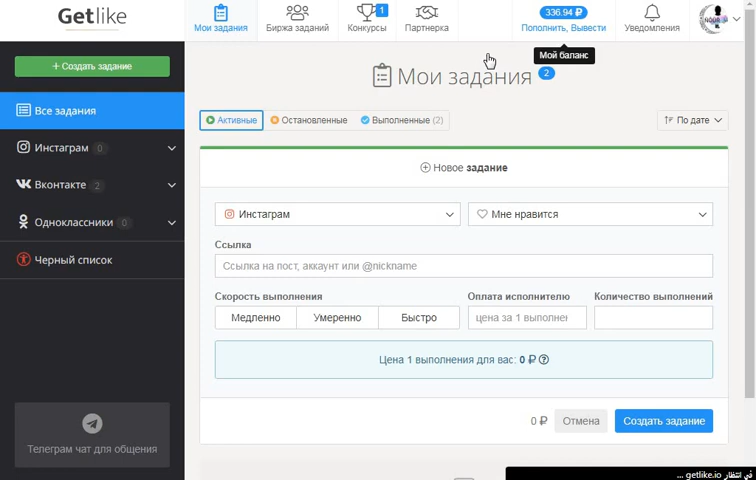 Getlike
Мои задания
Биржа заданий
1
Конкурсы
Партнерка
336.94 ₽
Пополнить, Вывести
Уведомления
Мой баланс
+ Создать задание
Все задания
Инстаграм 0
Вконтакте 2
Одноклассники 0
Черный список
Телеграм чат для общения
Мои задания 2
Активные
Остановленные
Выполненные (2)
По дате
Новое задание
Инстаграм
Мне нравится
Ссылка
Ссылка на пост, аккаунт или @nickname
Скорость выполнения
Оплата исполнителю
Количество выполнений
Медленно
Умеренно
Быстро
цена за 1 выполнен
Цена 1 выполнения для вас: 0 ₽ ?
0 ₽
Отмена
Создать задание
في انتظار getlike.io ...